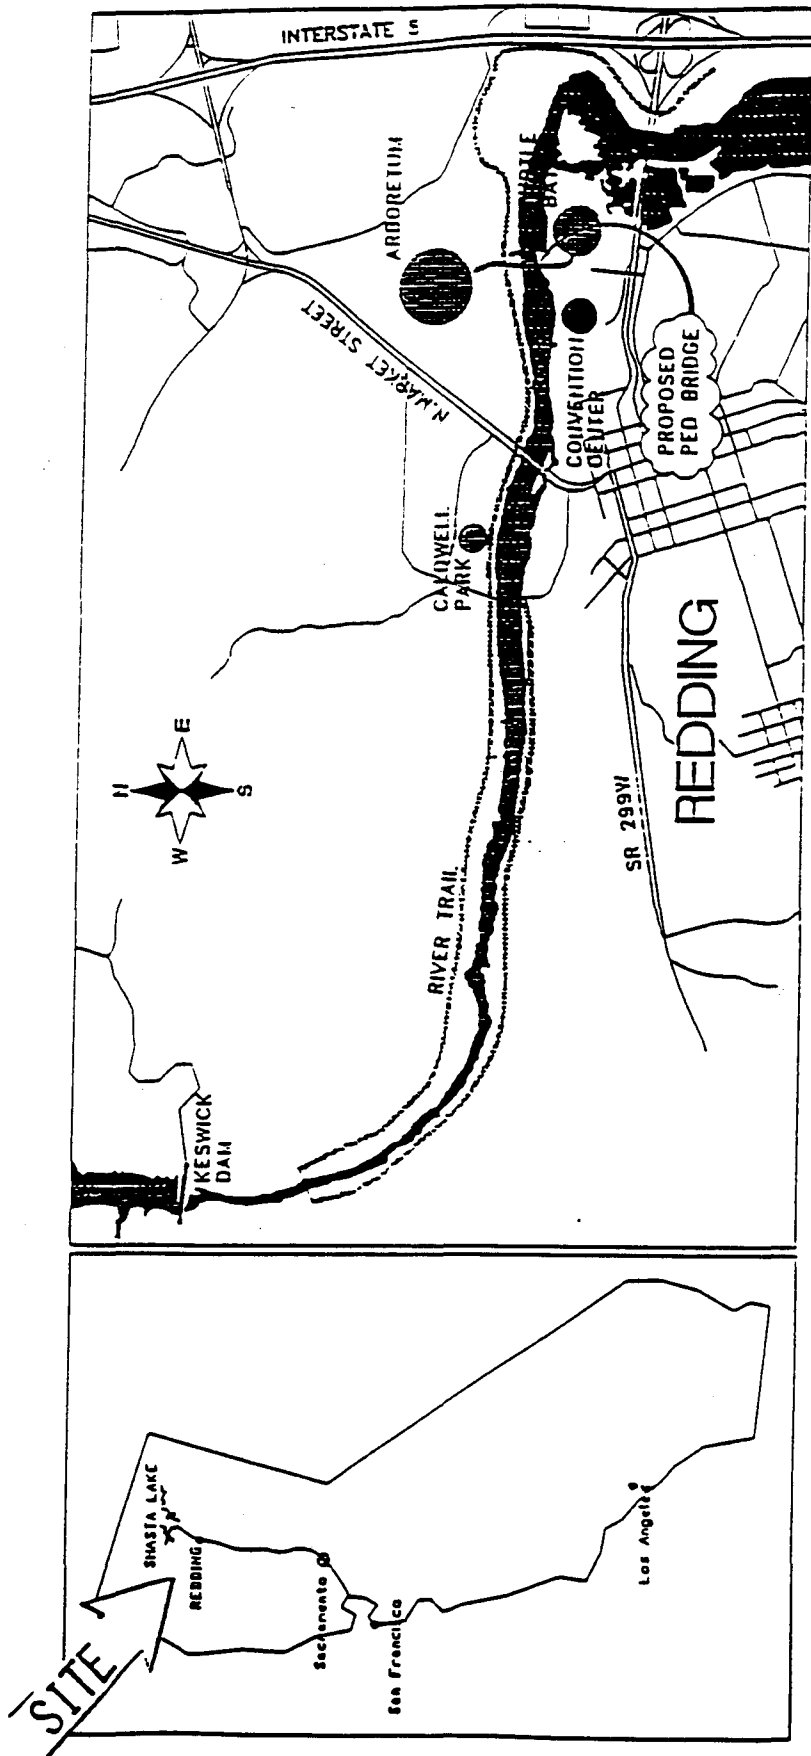 SITE
SHASTA LAKE
REDDING
Sacramento
San Francisco
Los Angeles
KESWICK
DAM
N
W
E
S
RIVER TRAIL
CALDWELL
PARK
N.MARKET STREET
ARBORETUM
INTERSTATE 5
TURTLE
BAY
CONVENTION
CENTER
PROPOSED
PED BRIDGE
SR 299W
REDDING